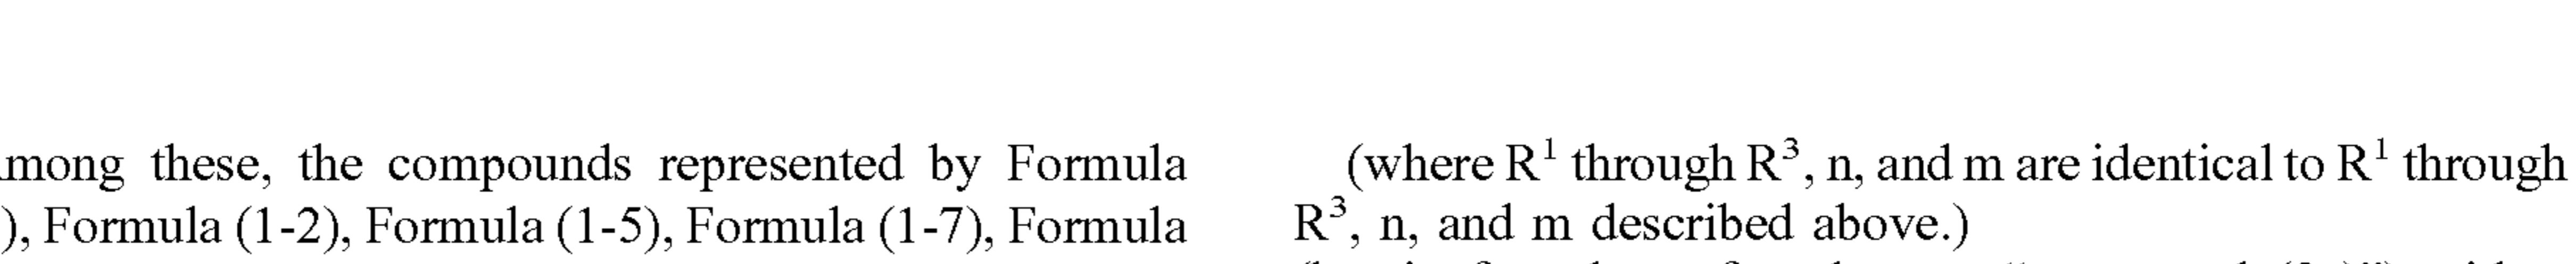 these, the compounds represented by Formula
), Formula (1-2), Formula (1-5), Formula (1-7), Formula
(where R¹ through R³, n, and m are identical to R¹ through
R³, n, and m described above.)